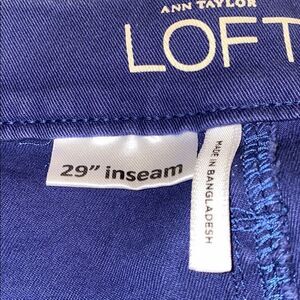 ANN TAYLOR
LOFT
29" inseam
MADE IN BANGLADESH